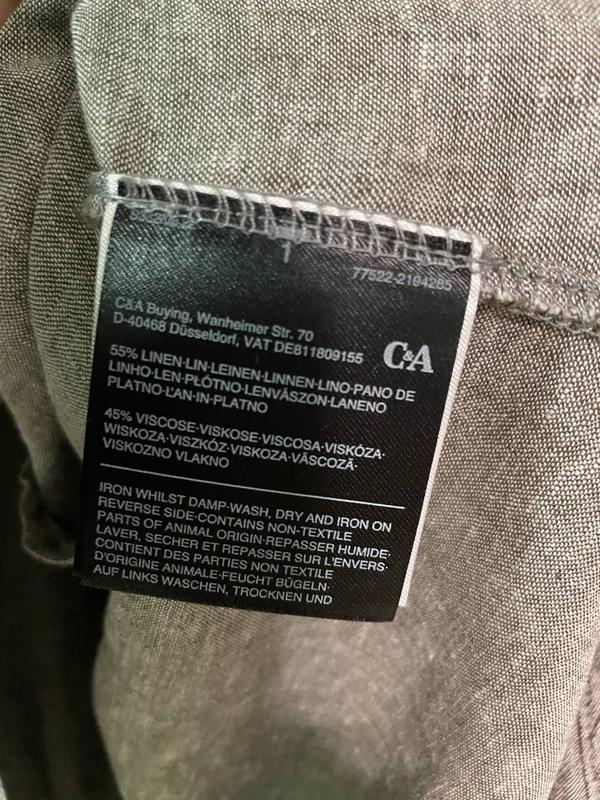 1
77522-2194285
C&A Buying, Wanheimer Str. 70
D-40468 Düsseldorf, VAT DE811809155
C&A
55% LINEN·LIN·LEINEN·LINNEN·LINO·PANO DE
LINHO·LEN·PŁÓTNO·LENVÁSZON·LANENO
PLATNO·ĽAN·IN·PLATNO
45% VISCOSE·VISKOSE·VISCOSA·VISKÓZA·
WISKOZA·VISZKÓZ·VISKOZA·VÂSCOZĂ·
VISKOZNO VLAKNO
IRON WHILST DAMP·WASH, DRY AND IRON ON
REVERSE SIDE·CONTAINS NON-TEXTILE
PARTS OF ANIMAL ORIGIN·REPASSER HUMIDE·
LAVER, SECHER ET REPASSER SUR L'ENVERS·
CONTIENT DES PARTIES NON TEXTILE
D'ORIGINE ANIMALE·FEUCHT BÜGELN·
AUF LINKS WASCHEN, TROCKNEN UND